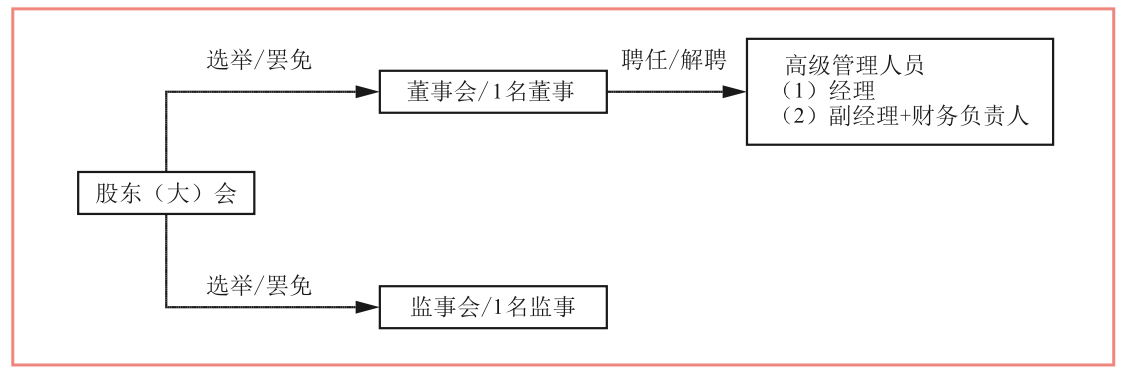 选举/罢免
聘任/解聘
董事会/1名董事
高级管理人员
（1）经理
（2）副经理+财务负责人
股东（大）会
选举/罢免
监事会/1名监事